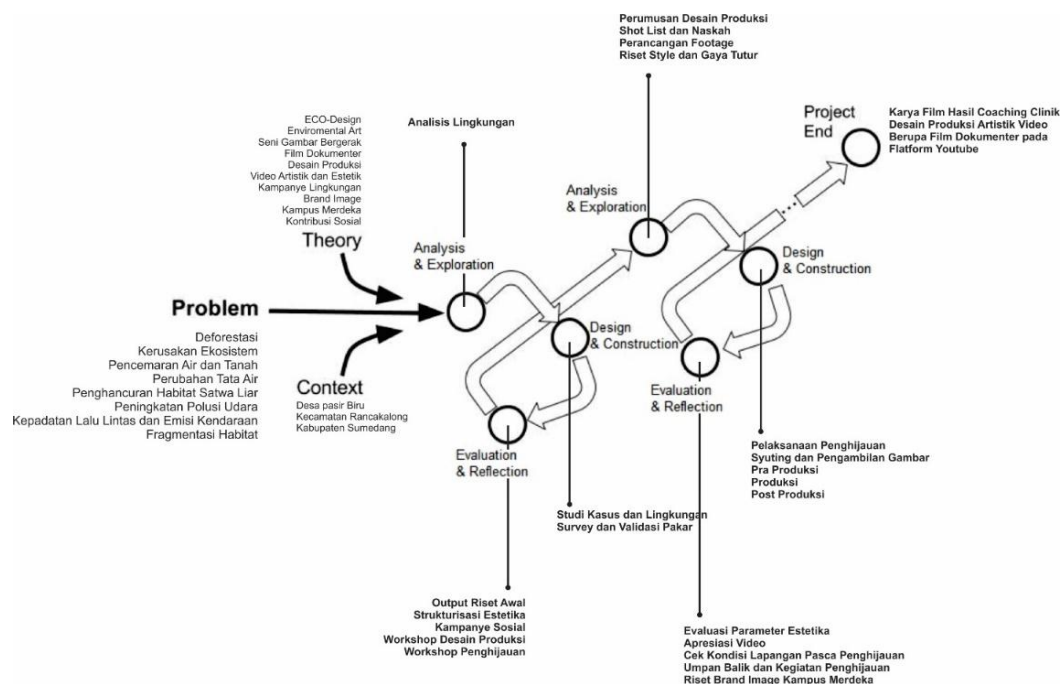 Perumusan Desain Produksi
Shot List dan Naskah
Perancangan Footage
Riset Style dan Gaya Tutur
ECO-Design
Enviromental Art
Seni Gambar Bergerak
Film Dokumenter
Desain Produksi
Video Artistik dan Estetik
Kampanye Lingkungan
Brand Image
Kampus Merdeka
Kontribusi Sosial
Theory
Analisis Lingkungan
Analysis
& Exploration
Problem
Deforestasi
Kerusakan Ekosistem
Pencemaran Air dan Tanah
Perubahan Tata Air
Penghancuran Habitat Satwa Liar
Peningkatan Polusi Udara
Kepadatan Lalu Lintas dan Emisi Kendaraan
Fragmentasi Habitat
Context
Desa pasir Biru
Kecamatan Rancakalong
Kabupaten Sumedang
Design
& Construction
Evaluation
& Reflection
Studi Kasus dan Lingkungan
Survey dan Validasi Pakar
Output Riset Awal
Strukturisasi Estetika
Kampanye Sosial
Workshop Desain Produksi
Workshop Penghijauan
Analysis
& Exploration
Project
End
Karya Film Hasil Coaching Clinik
Desain Produksi Artistik Video
Berupa Film Dokumenter pada
Flatform Youtube
Design
& Construction
Evaluation
& Reflection
Pelaksanaan Penghijauan
Syuting dan Pengambilan Gambar
Pra Produksi
Produksi
Post Produksi
Evaluasi Parameter Estetika
Apresiasi Video
Cek Kondisi Lapangan Pasca Penghijauan
Umpan Balik dan Kegiatan Penghijauan
Riset Brand Image Kampus Merdeka